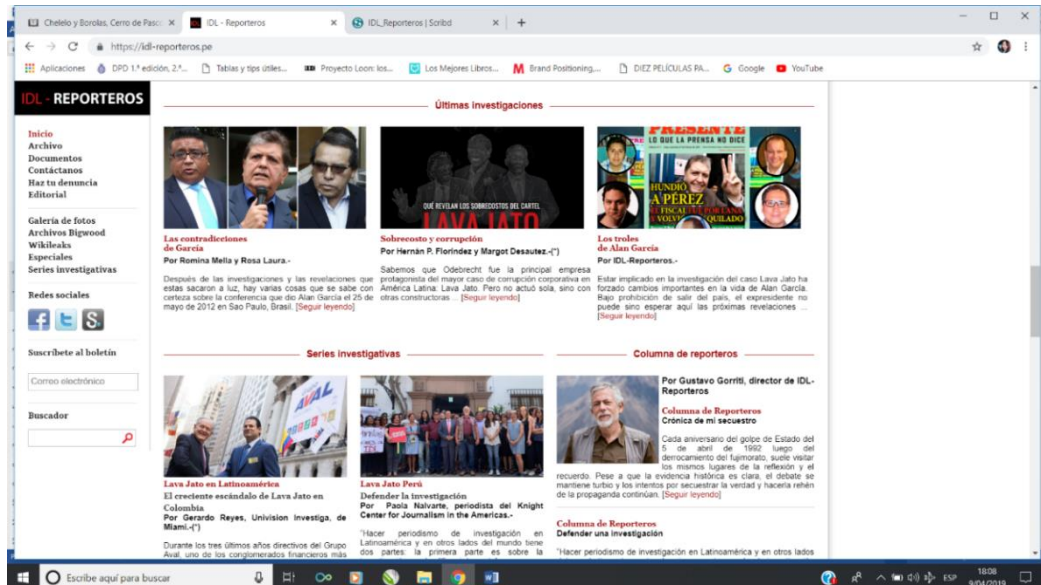 Chelelo y Borolas, Cerro de Pasc
IDL - Reporteros
IDL_Reporteros | Scribd
https://idl-reporteros.pe
Aplicaciones
DPD 1.ª edición, 2.ª...
Tablas y tips útiles...
Proyecto Loon: los...
Los Mejores Libros...
Brand Positioning,...
DIEZ PELÍCULAS PA...
Google
YouTube
IDL - REPORTEROS
Inicio
Archivo
Documentos
Contáctanos
Haz tu denuncia
Editorial
Galería de fotos
Archivos Bigwood
Wikileaks
Especiales
Series investigativas
Redes sociales
Suscríbete al boletín
Correo electrónico
Buscador
Últimas investigaciones
Las contradicciones
de García
Por Romina Mella y Rosa Laura.-
Después de las investigaciones y las revelaciones que
estas sacaron a luz, hay varias cosas que se sabe con
certeza sobre la conferencia que dio Alan García el 25 de
mayo de 2012 en Sao Paulo, Brasil. [Seguir leyendo]
QUÉ REVELAN LOS SOBRECOSTOS DEL CARTEL
LAVA JATO
Sobrecosto y corrupción
Por Hernán P. Floríndez y Margot Desautez.-(*)
Sabemos que Odebrecht fue la principal empresa
protagonista del mayor caso de corrupción corporativa en
América Latina: Lava Jato. Pero no actuó sola, sino con
otras constructoras ... [Seguir leyendo]
PRESENTE
LO QUE LA PRENSA NO DICE
HUNDIÓ
A PÉREZ
Los troles
de Alan García
Por IDL-Reporteros.-
Estar implicado en la investigación del caso Lava Jato ha
forzado cambios importantes en la vida de Alan García.
Bajo prohibición de salir del país, el expresidente no
puede sino esperar aquí las próximas revelaciones ...
[Seguir leyendo]
Series investigativas
AVAL
Lava Jato en Latinoamérica
El creciente escándalo de Lava Jato en
Colombia
Por Gerardo Reyes, Univision Investiga, de
Miami.-(*)
Durante los tres últimos años directivos del Grupo
Aval, uno de los conglomerados financieros más
Lava Jato Perú
Defender la investigación
Por Paola Nalvarte, periodista del Knight
Center for Journalism in the Americas.-
"Hacer periodismo de investigación en
Latinoamérica y en otros lados del mundo tiene
dos partes: la primera parte es sobre la
Columna de reporteros
Por Gustavo Gorriti, director de IDL-
Reporteros
Columna de Reporteros
Crónica de mi secuestro
Cada aniversario del golpe de Estado del
5 de abril de 1992 luego del
derrocamiento del fujimorato, suele visitar
los mismos lugares de la reflexión y el
recuerdo. Pese a que la evidencia histórica es clara, el debate se
mantiene turbio y los intentos por secuestrar la verdad y hacerla rehén
de la propaganda continúan. [Seguir leyendo]
Columna de Reporteros
Defender una investigación
"Hacer periodismo de investigación en Latinoamérica y en otros lados
Escribe aquí para buscar
ESP
18:08
9/04/2019